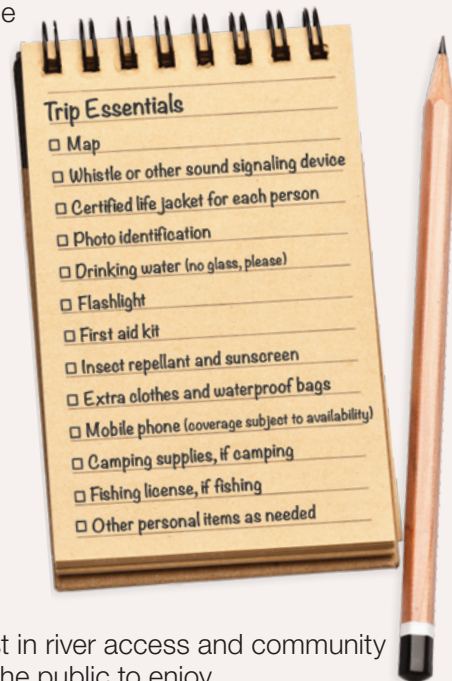 e
Trip Essentials
□ Map
□ Whistle or other sound signaling device
□ Certified life jacket for each person
□ Photo identification
□ Drinking water (no glass, please)
□ Flashlight
□ First aid kit
□ Insect repellant and sunscreen
□ Extra clothes and waterproof bags
□ Mobile phone (coverage subject to availability)
□ Camping supplies, if camping
□ Fishing license, if fishing
□ Other personal items as needed
t in river access and community
he public to enjoy